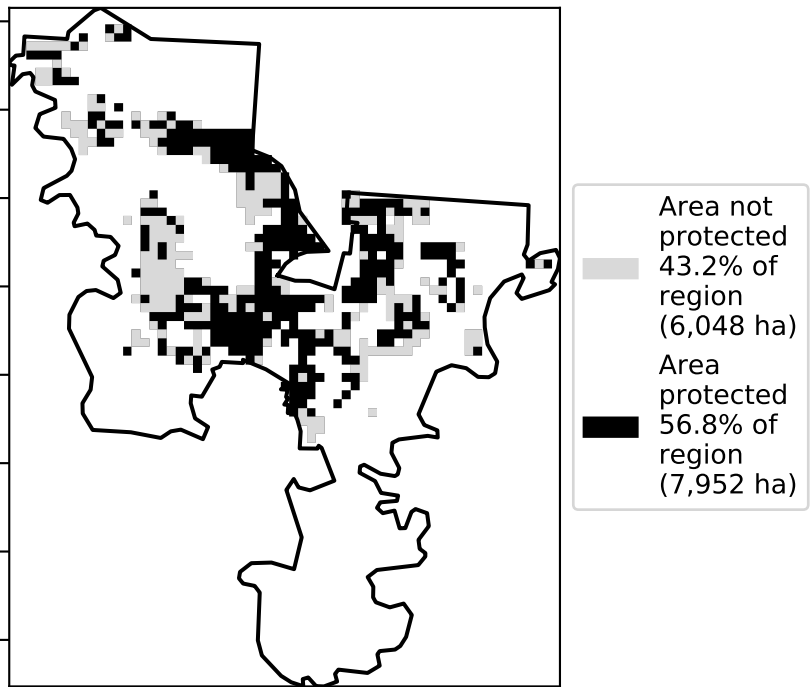 Area not
protected
43.2% of
region
(6,048 ha)
Area
protected
56.8% of
region
(7,952 ha)